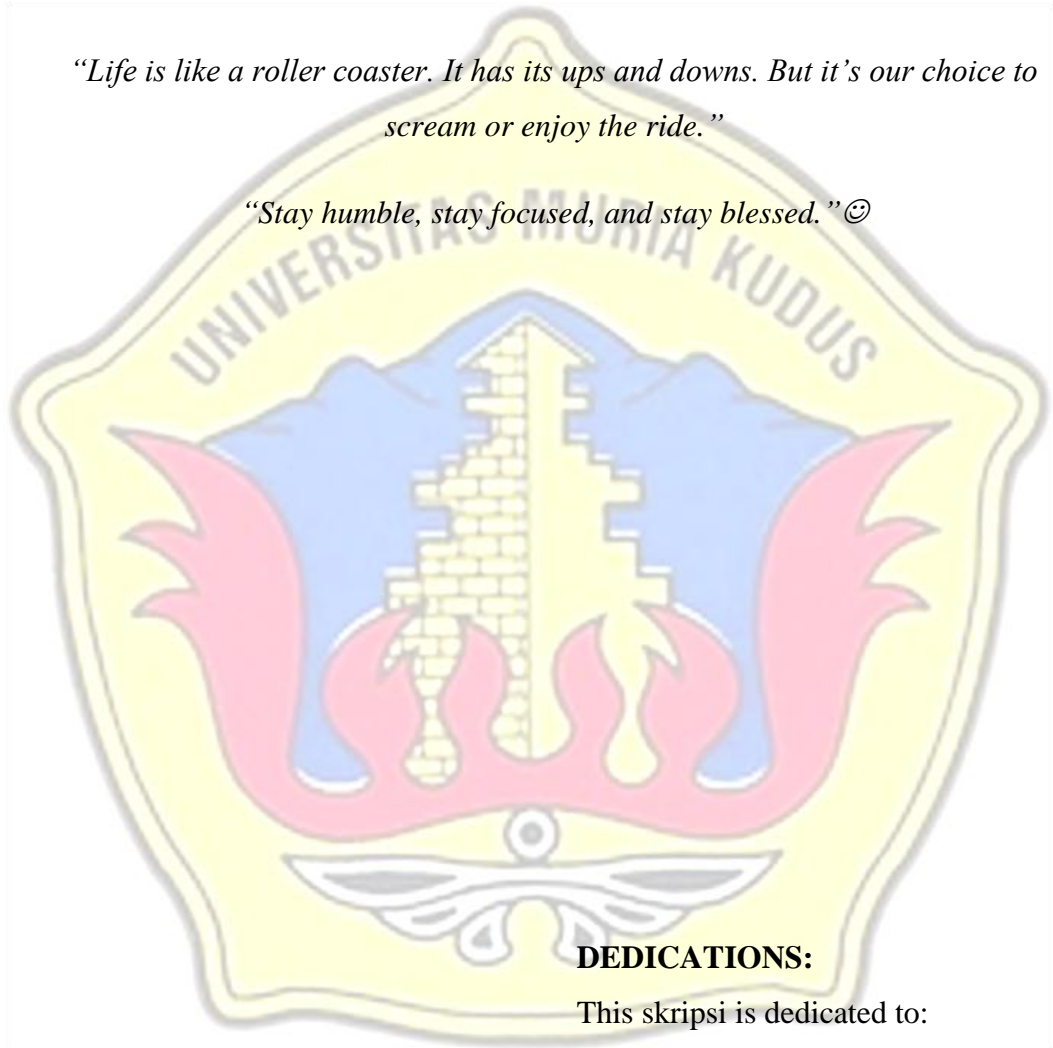 “Life is like a roller coaster. It has its ups and downs. But it’s our choice to
scream or enjoy the ride.”
“Stay humble, stay focused, and stay blessed.”☺
UNIVERSITAS MURIA KUDUS
DEDICATIONS:
This skripsi is dedicated to: